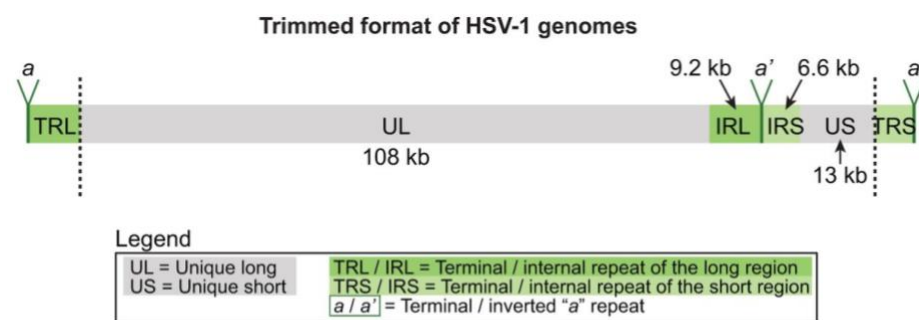 Trimmed format of HSV-1 genomes
a 9.2 kb a' 6.6 kb a
TRL UL IRL IRS US TRS
108 kb 13 kb
Legend
UL = Unique long
US = Unique short
TRL / IRL = Terminal / internal repeat of the long region
TRS / IRS = Terminal / internal repeat of the short region
a / a' = Terminal / inverted “a” repeat